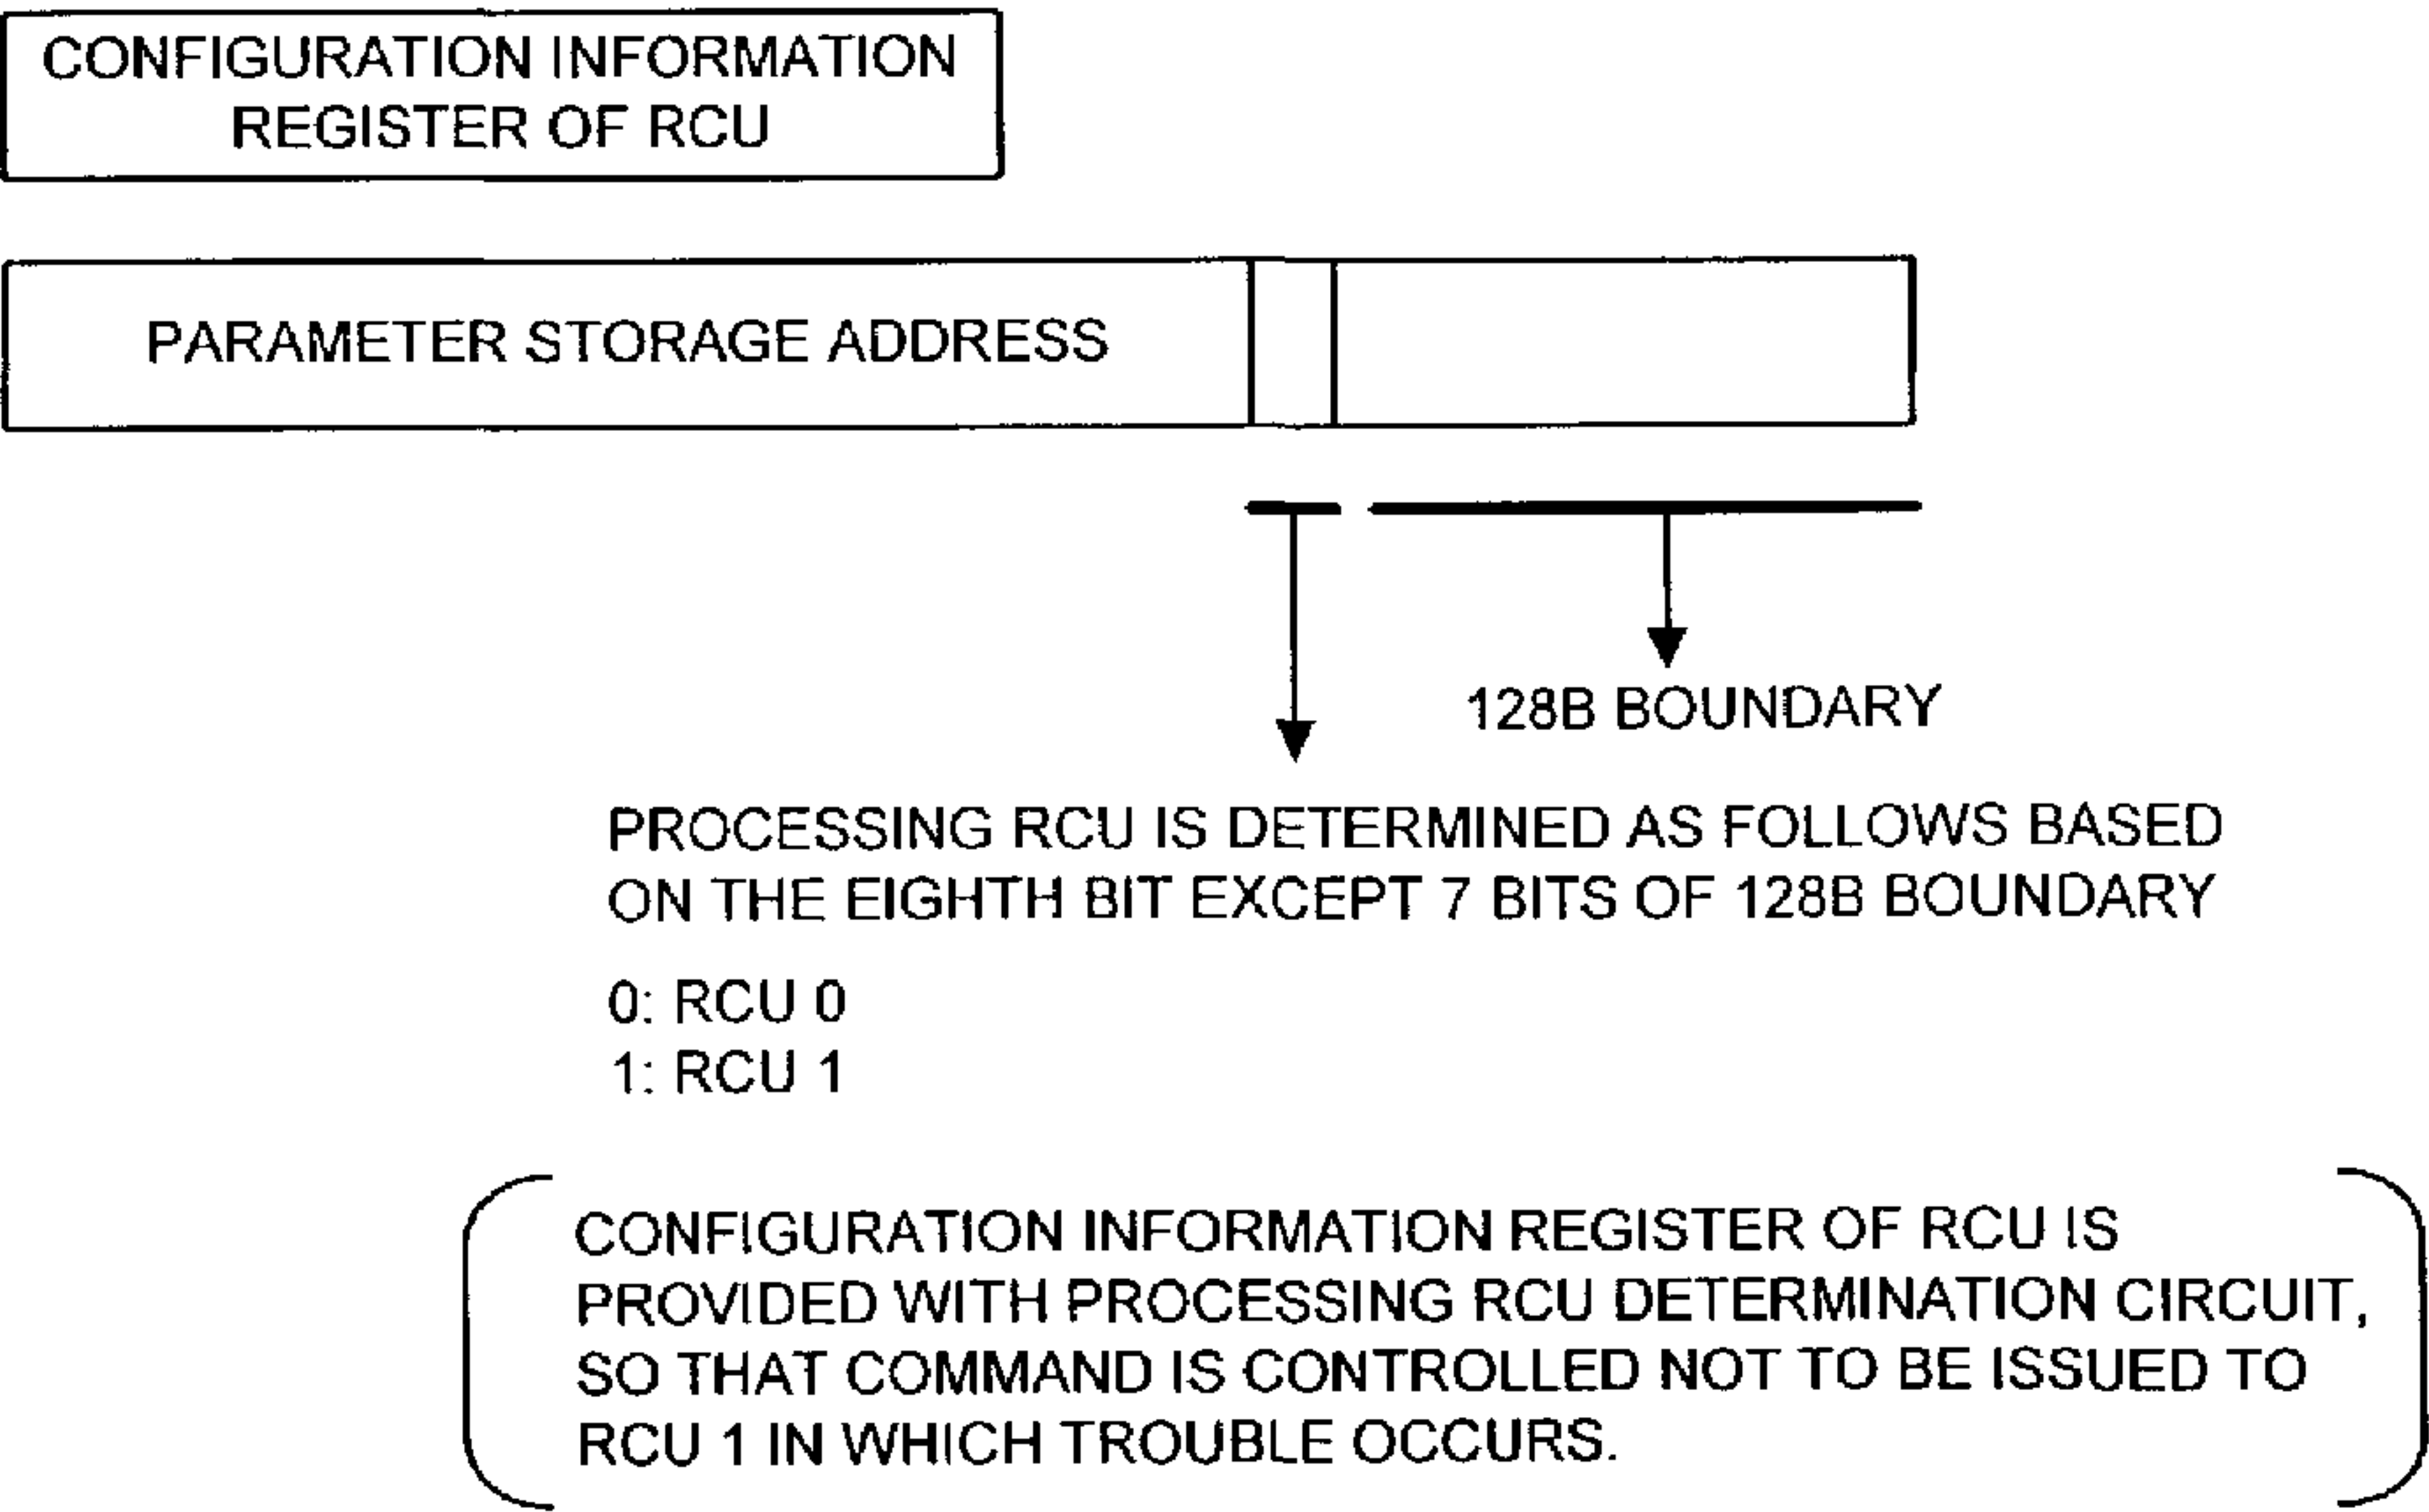 CONFIGURATION INFORMATION
REGISTER OF RCU
PARAMETER STORAGE ADDRESS
128B BOUNDARY
PROCESSING RCU IS DETERMINED AS FOLLOWS BASED
ON THE EIGHTH BIT EXCEPT 7 BITS OF 128B BOUNDARY
0: RCU 0
1: RCU 1
CONFIGURATION INFORMATION REGISTER OF RCU IS
PROVIDED WITH PROCESSING RCU DETERMINATION CIRCUIT,
SO THAT COMMAND IS CONTROLLED NOT TO BE ISSUED TO
RCU 1 IN WHICH TROUBLE OCCURS.